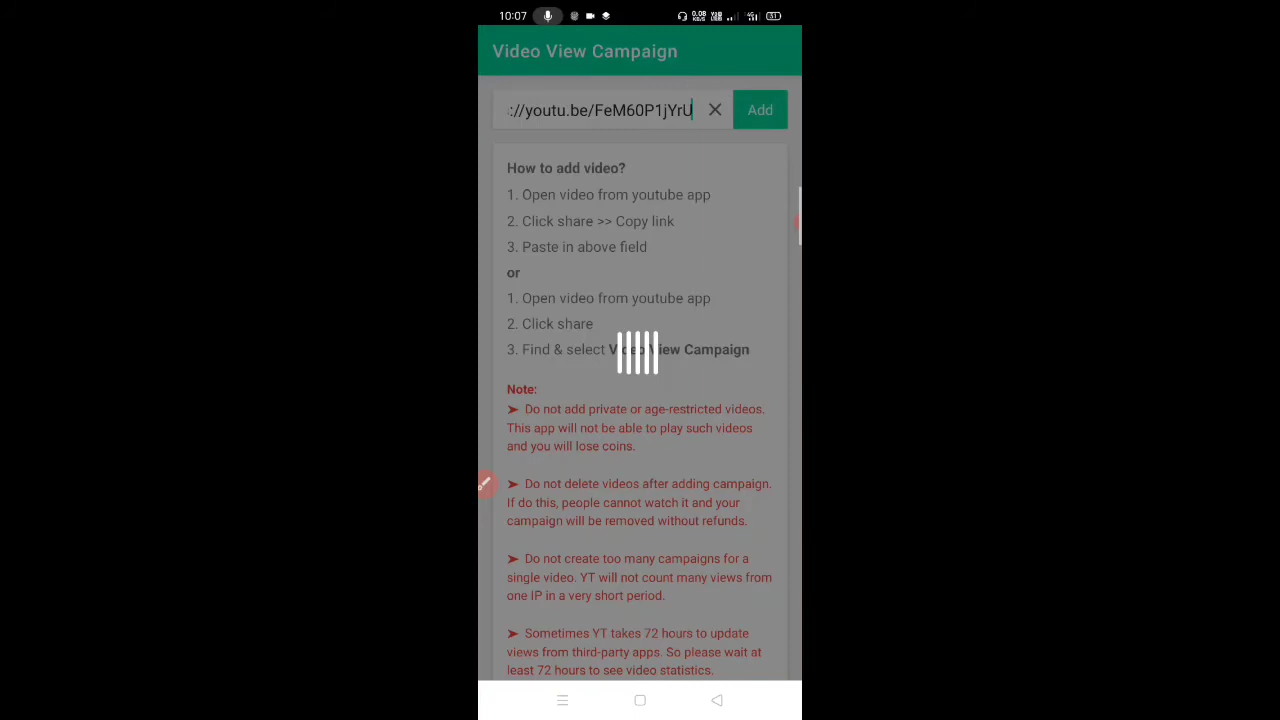 10:07
0.08
KB/S
4G
31
Video View Campaign
://youtu.be/FeM60P1jYrU
Add
How to add video?
1. Open video from youtube app
2. Click share >> Copy link
3. Paste in above field
or
1. Open video from youtube app
2. Click share
3. Find & select Video View Campaign
Note:
➤ Do not add private or age-restricted videos.
This app will not be able to play such videos
and you will lose coins.
➤ Do not delete videos after adding campaign.
If do this, people cannot watch it and your
campaign will be removed without refunds.
➤ Do not create too many campaigns for a
single video. YT will not count many views from
one IP in a very short period.
➤ Sometimes YT takes 72 hours to update
views from third-party apps. So please wait at
least 72 hours to see video statistics.